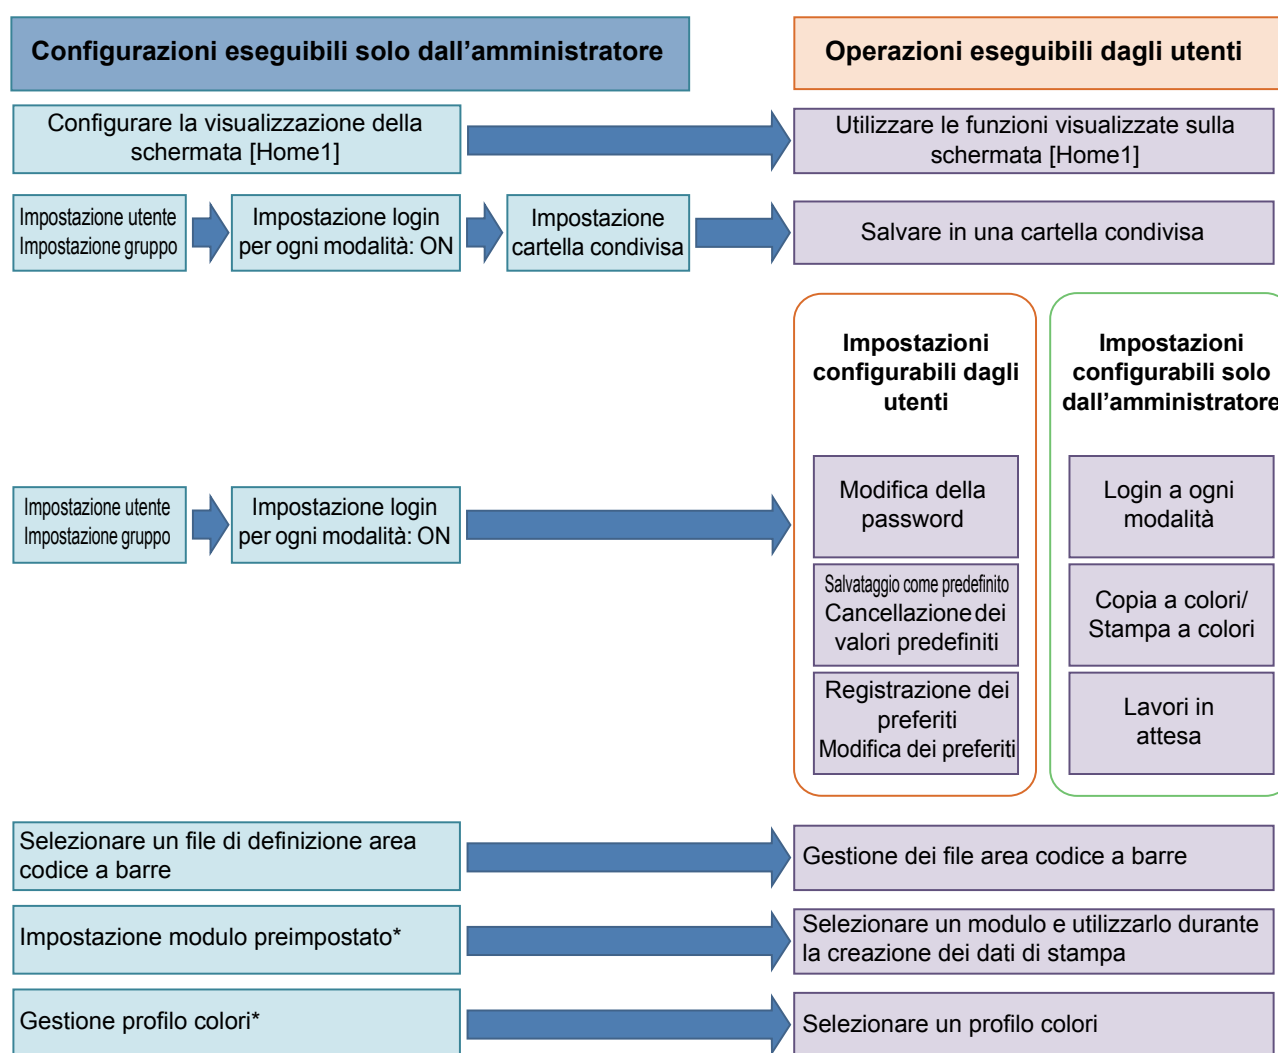 Configurazioni eseguibili solo dall'amministratore
Operazioni eseguibili dagli utenti
Configurare la visualizzazione della
schermata [Home1]
Utilizzare le funzioni visualizzate sulla
schermata [Home1]
Impostazione utente
Impostazione gruppo
Impostazione login
per ogni modalità: ON
Impostazione
cartella condivisa
Salvare in una cartella condivisa
Impostazioni
configurabili dagli
utenti
Impostazioni
configurabili solo
dall'amministratore
Impostazione utente
Impostazione gruppo
Impostazione login
per ogni modalità: ON
Modifica della
password
Login a ogni
modalità
Salvataggio come predefinito
Cancellazione dei
valori predefiniti
Copia a colori/
Stampa a colori
Registrazione dei
preferiti
Modifica dei preferiti
Lavori in
attesa
Selezionare un file di definizione area
codice a barre
Gestione dei file area codice a barre
Impostazione modulo preimpostato*
Selezionare un modulo e utilizzarlo durante
la creazione dei dati di stampa
Gestione profilo colori*
Selezionare un profilo colori